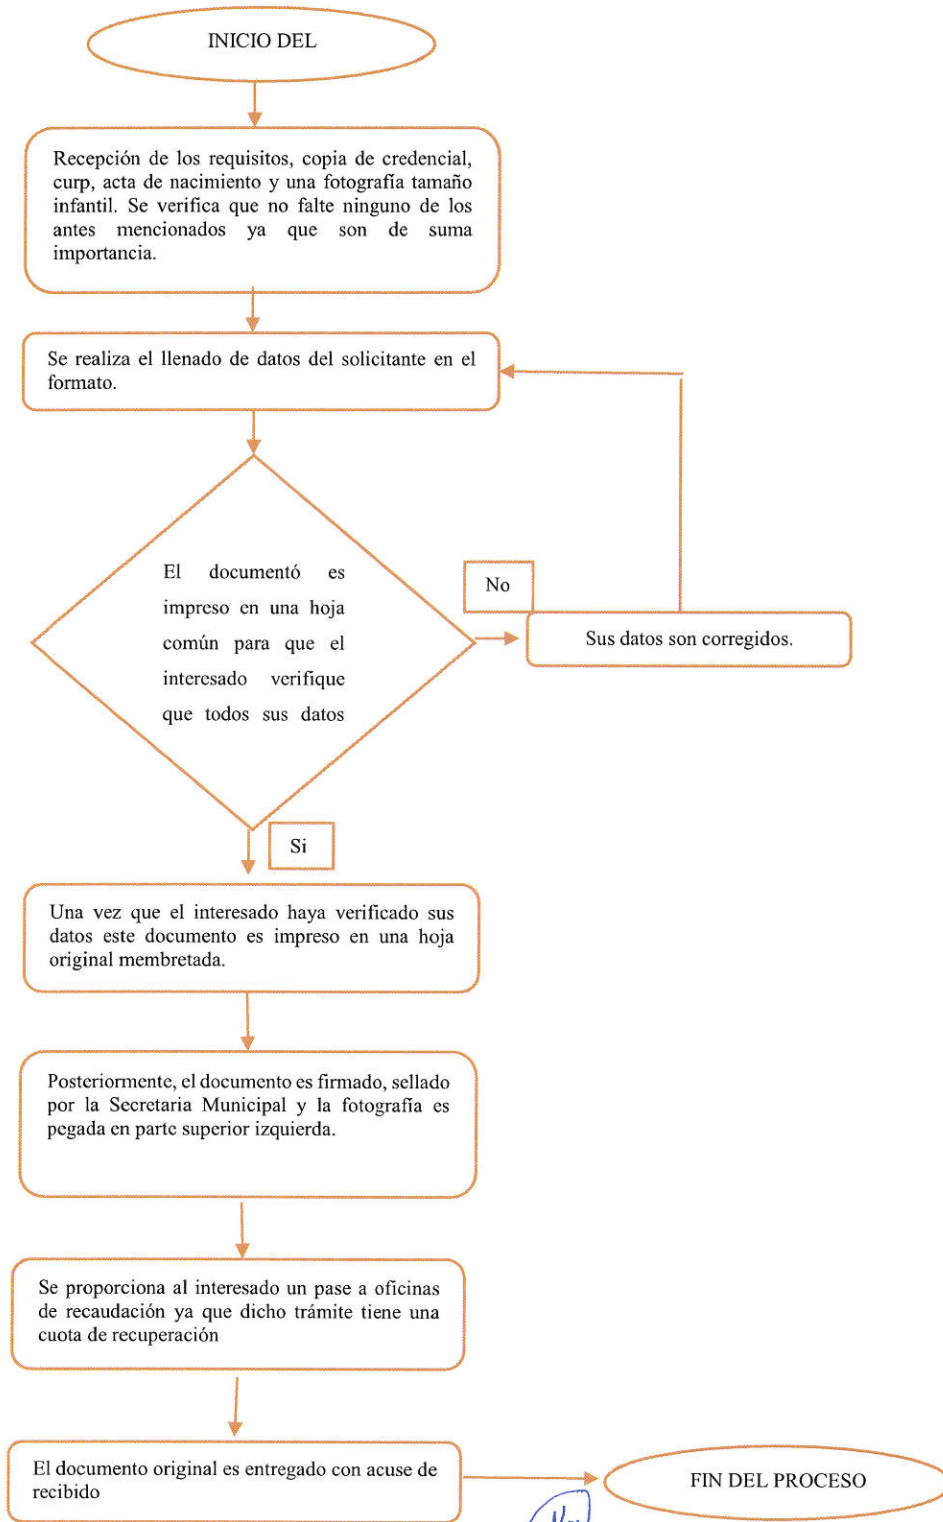 INICIO DEL
Recepción de los requisitos, copia de credencial,
curp, acta de nacimiento y una fotografía tamaño
infantil. Se verifica que no falte ninguno de los
antes mencionados ya que son de suma
importancia.
Se realiza el llenado de datos del solicitante en el
formato.
El documentó es
impreso en una hoja
común para que el
interesado verifique
que todos sus datos
No
Sus datos son corregidos.
Si
Una vez que el interesado haya verificado sus
datos este documento es impreso en una hoja
original membretada.
Posteriormente, el documento es firmado, sellado
por la Secretaria Municipal y la fotografía es
pegada en parte superior izquierda.
Se proporciona al interesado un pase a oficinas
de recaudación ya que dicho trámite tiene una
cuota de recuperación
El documento original es entregado con acuse de
recibido
FIN DEL PROCESO